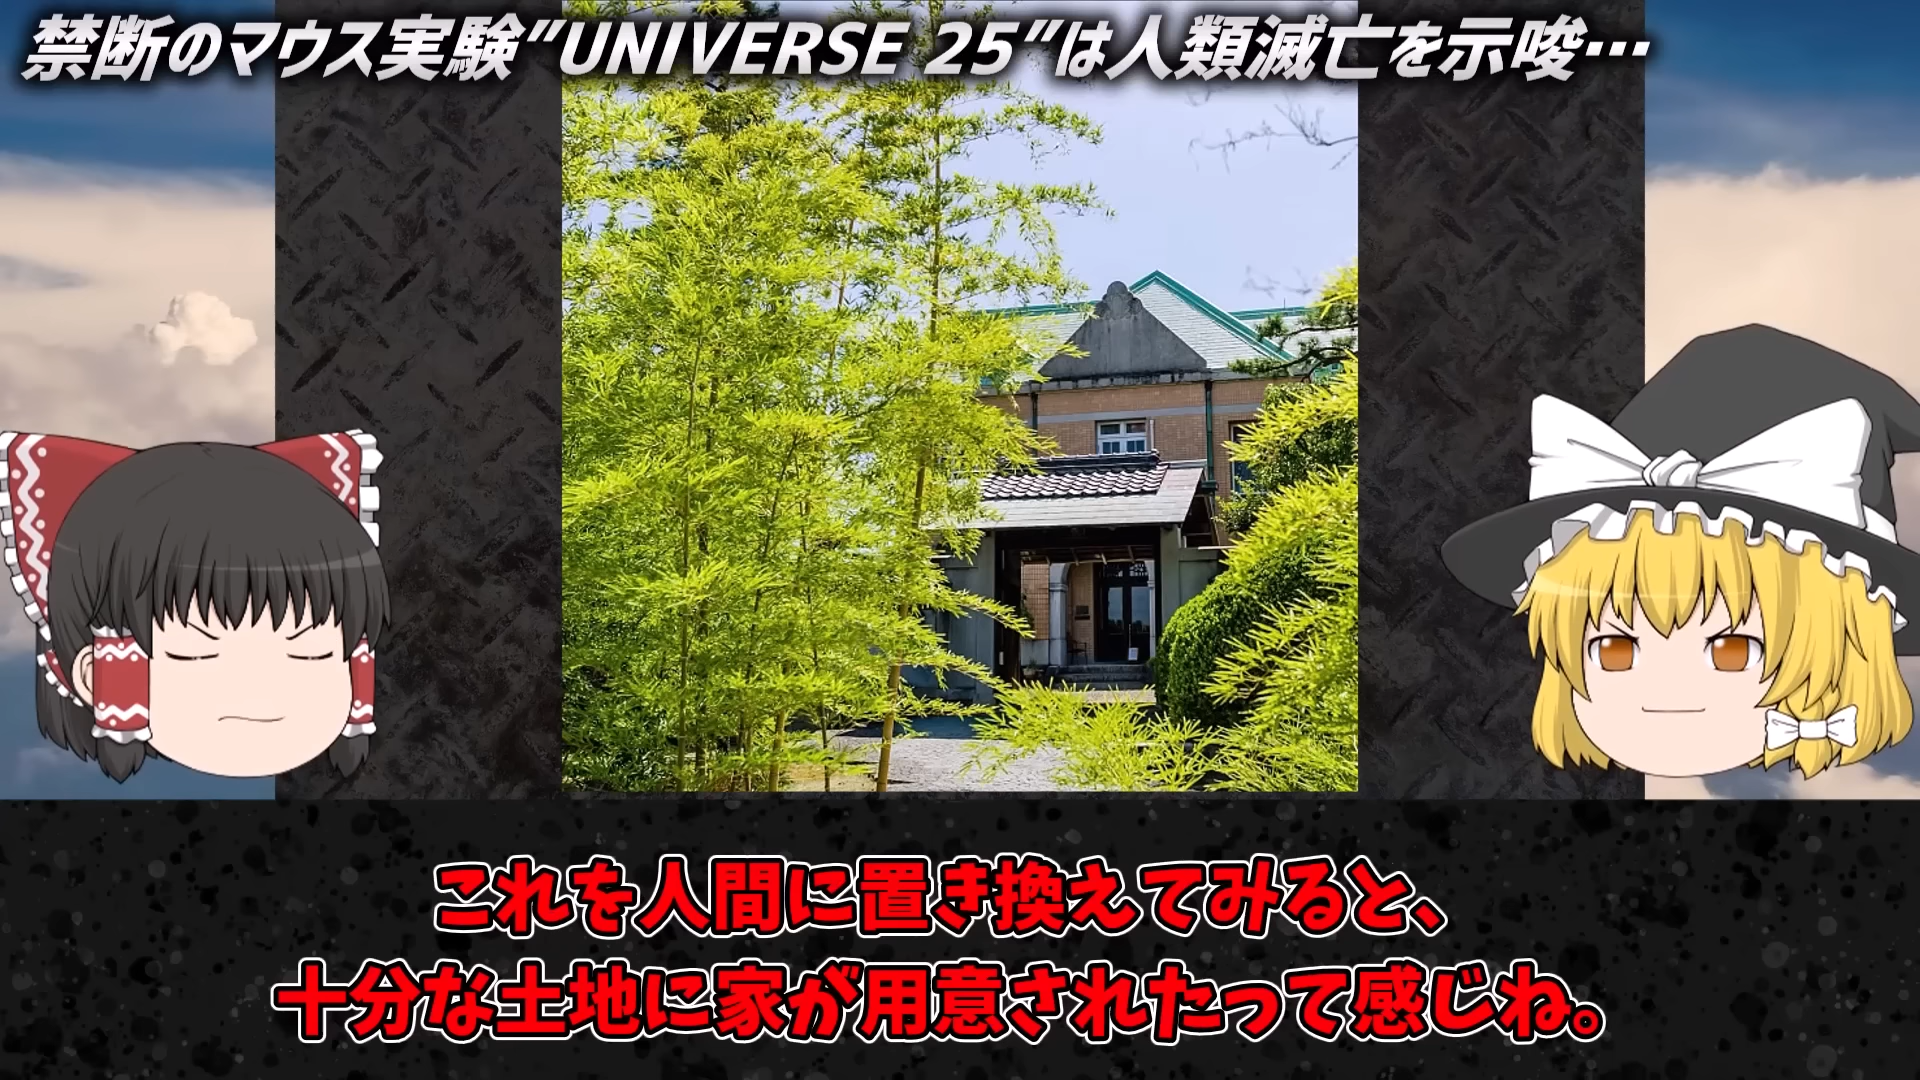 禁断のマウス実験”UNIVERSE 25”は人類滅亡を示唆…
これを人間に置き換えてみると、
十分な土地に家が用意されたって感じね。